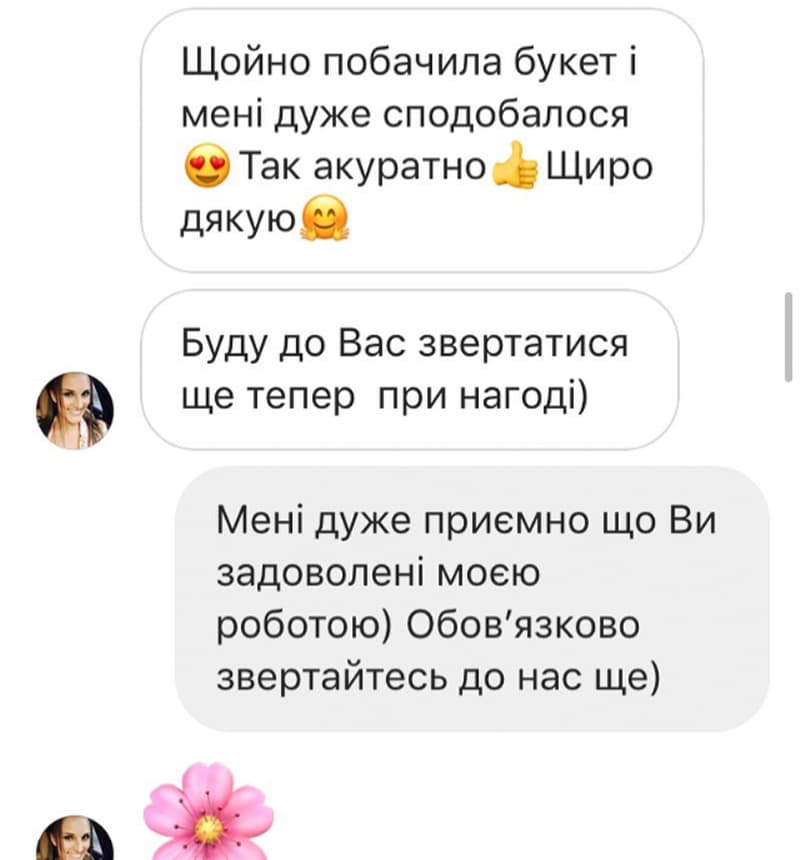 Щойно побачила букет і
мені дуже сподобалося
😍Так акуратно👍Щиро
дякую🤗
Буду до Вас звертатися
ще тепер  при нагоді)
Мені дуже приємно що Ви
задоволені моєю
роботою) Обов’язково
звертайтесь до нас ще)
🌸